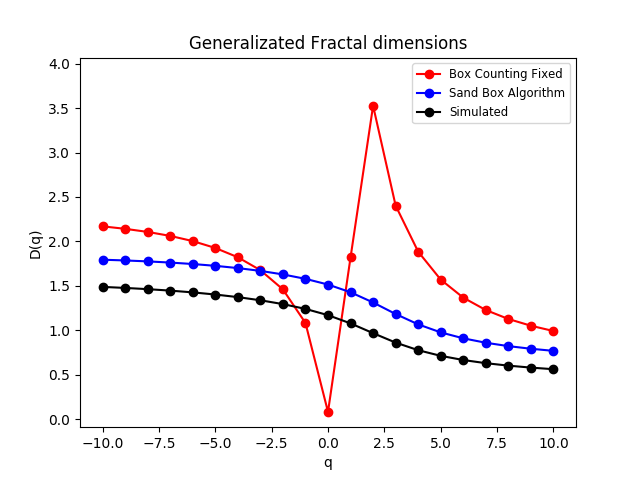 Generalizated Fractal dimensions
4.0
3.5
3.0
2.5
2.0
1.5
1.0
0.5
0.0
D(q)
Box Counting Fixed
Sand Box Algorithm
Simulated
−10.0 −7.5 −5.0 −2.5 0.0 2.5 5.0 7.5 10.0
q